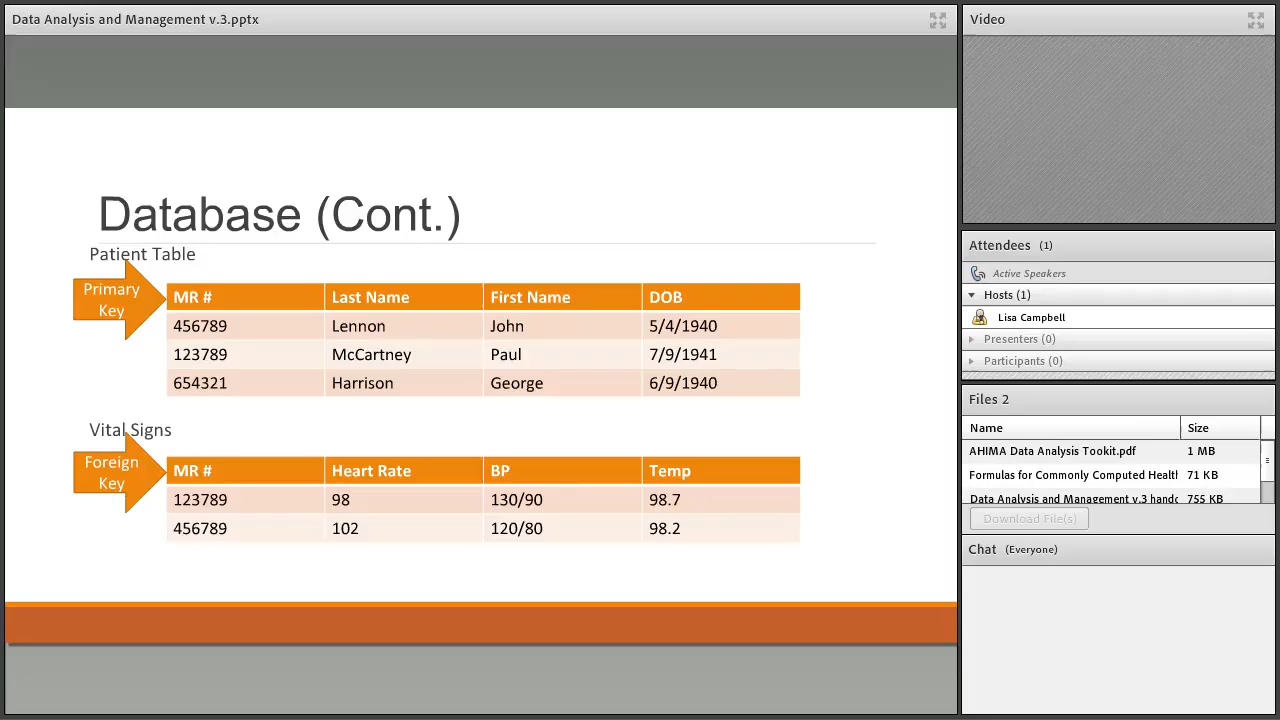 Data Analysis and Management v.3.pptx
Database (Cont.)
Patient Table
Primary
Key
MR # Last Name First Name DOB
456789 Lennon John 5/4/1940
123789 McCartney Paul 7/9/1941
654321 Harrison George 6/9/1940
Vital Signs
Foreign
Key
MR # Heart Rate BP Temp
123789 98 130/90 98.7
456789 102 120/80 98.2
Video
Attendees (1)
Active Speakers
Hosts (1)
Lisa Campbell
Presenters (0)
Participants (0)
Files 2
Name Size
AHIMA Data Analysis Tookit.pdf 1 MB
Formulas for Commonly Computed Healtl 71 KB
Data Analysis and Management v.3 handc 755 KB
Download File(s)
Chat (Everyone)